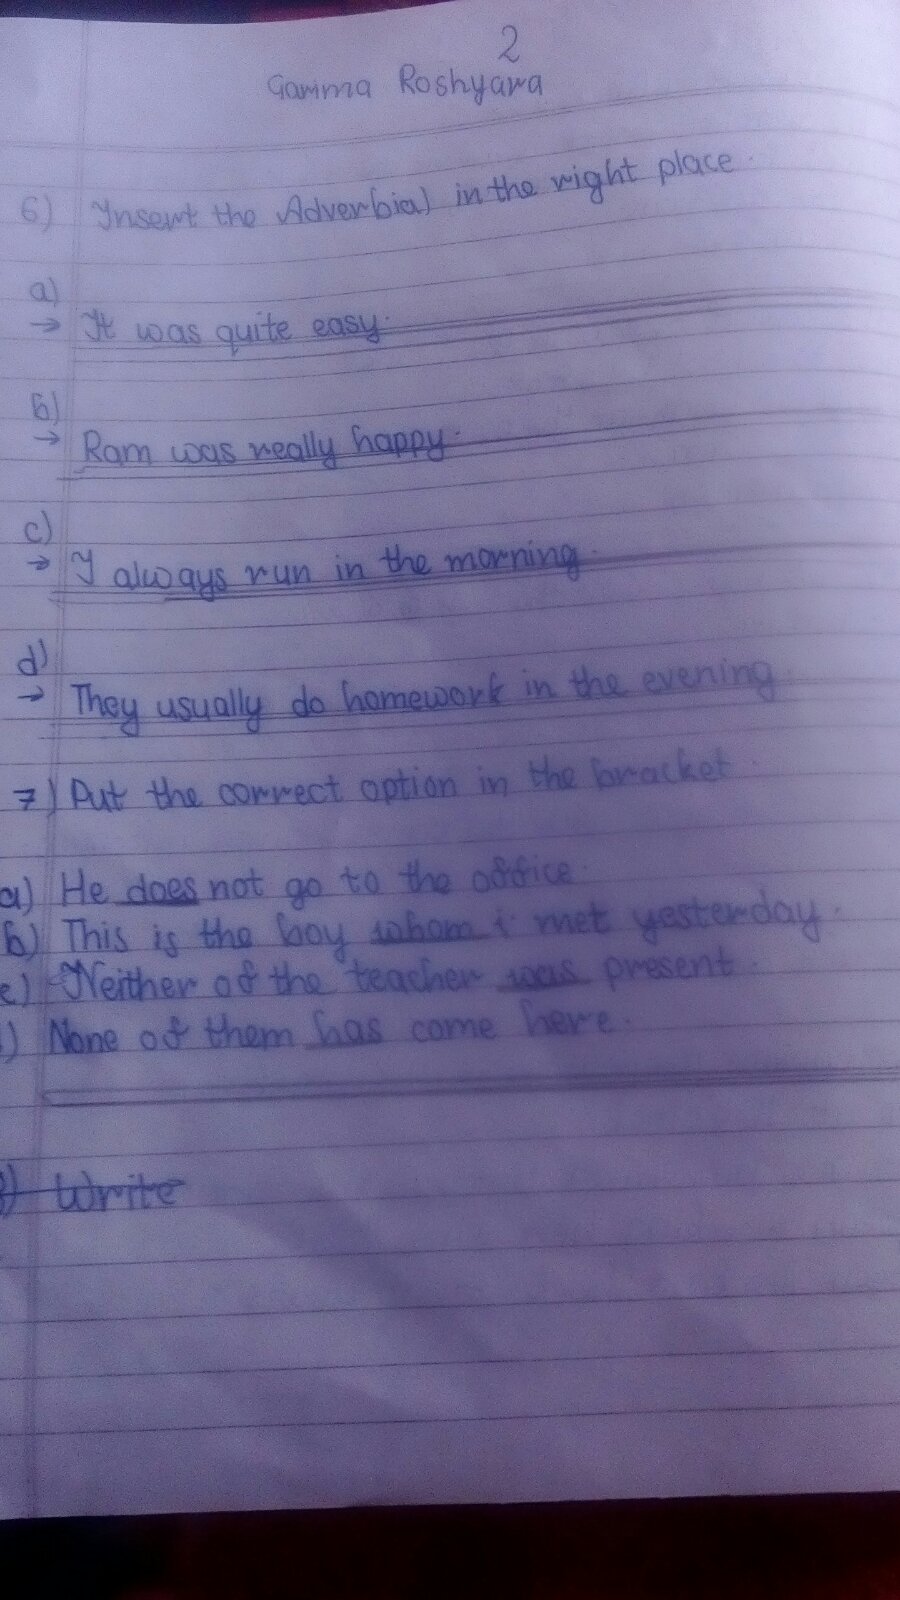 2
Garima Roshyara
6) Insert the Adverbial in the right place.
a)
→ It was quite easy.
b)
→ Ram was really happy.
c)
→ I always run in the morning.
d)
→ They usually do homework in the evening.
7) Put the correct option in the bracket.
a) He does not go to the office.
b) This is the boy whom i met yesterday.
c) Neither of the teacher was present.
) None of them has come here.
) Write